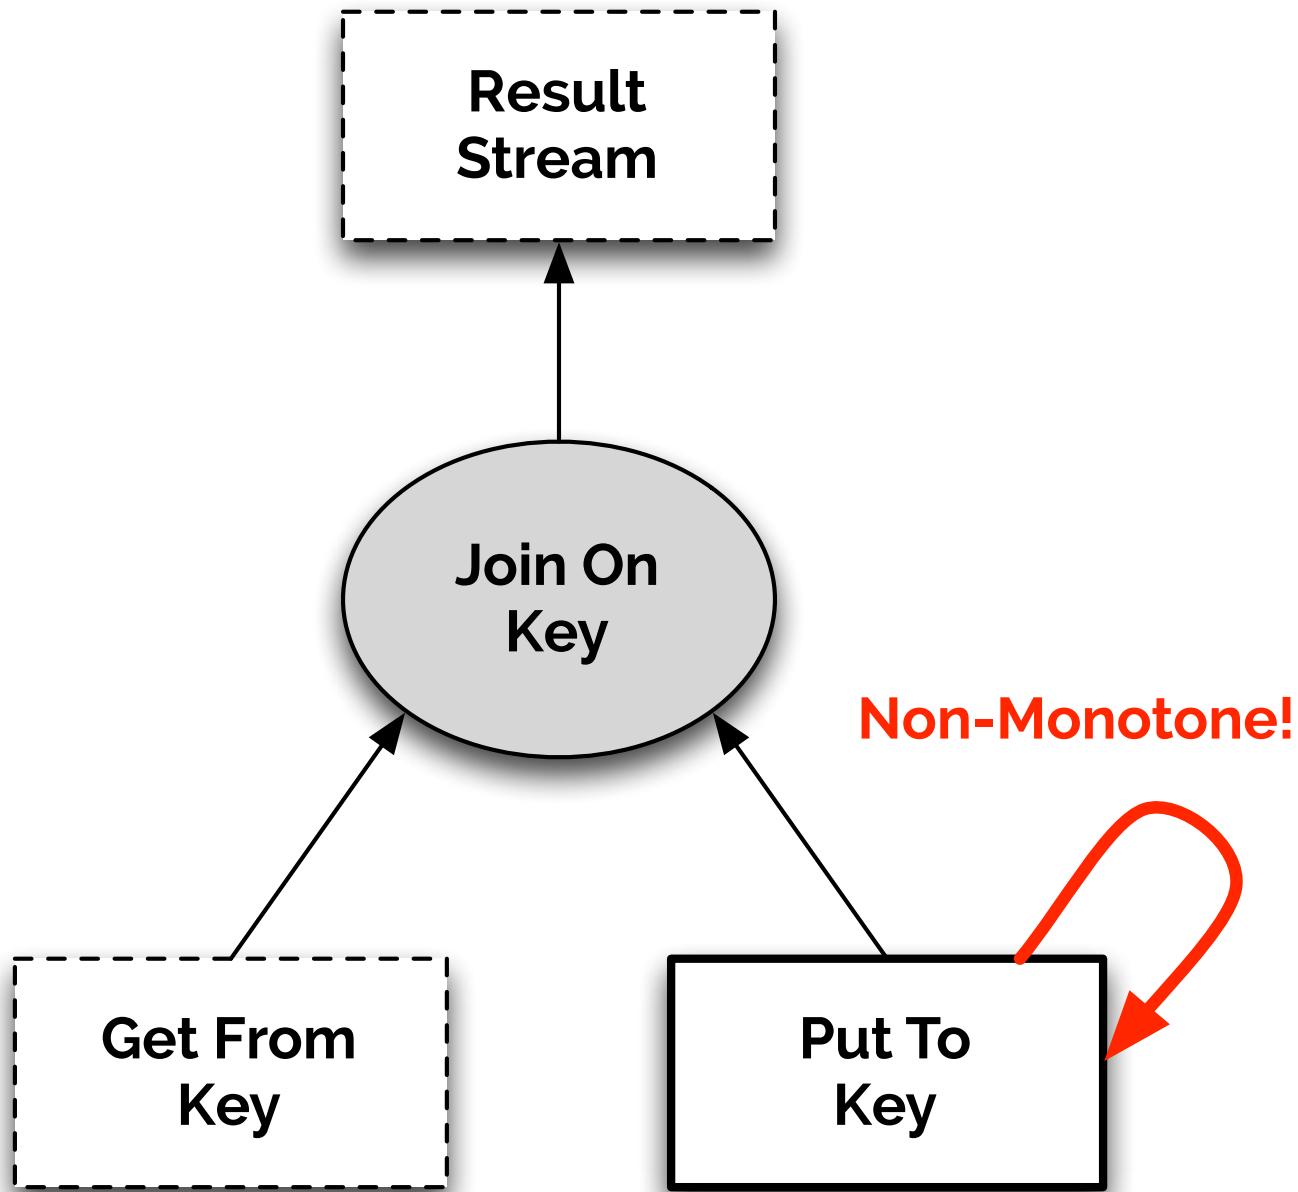 Result
Stream
Join On
Key
Non-Monotone!
Get From
Key
Put To
Key